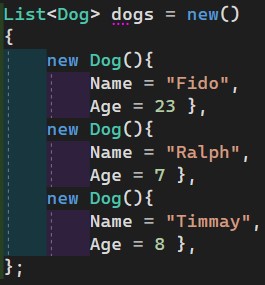 List<Dog> dogs = new()
{
    new Dog(){
        Name = "Fido",
        Age = 23 },
    new Dog(){
        Name = "Ralph",
        Age = 7 },
    new Dog(){
        Name = "Timmay",
        Age = 8 },
};